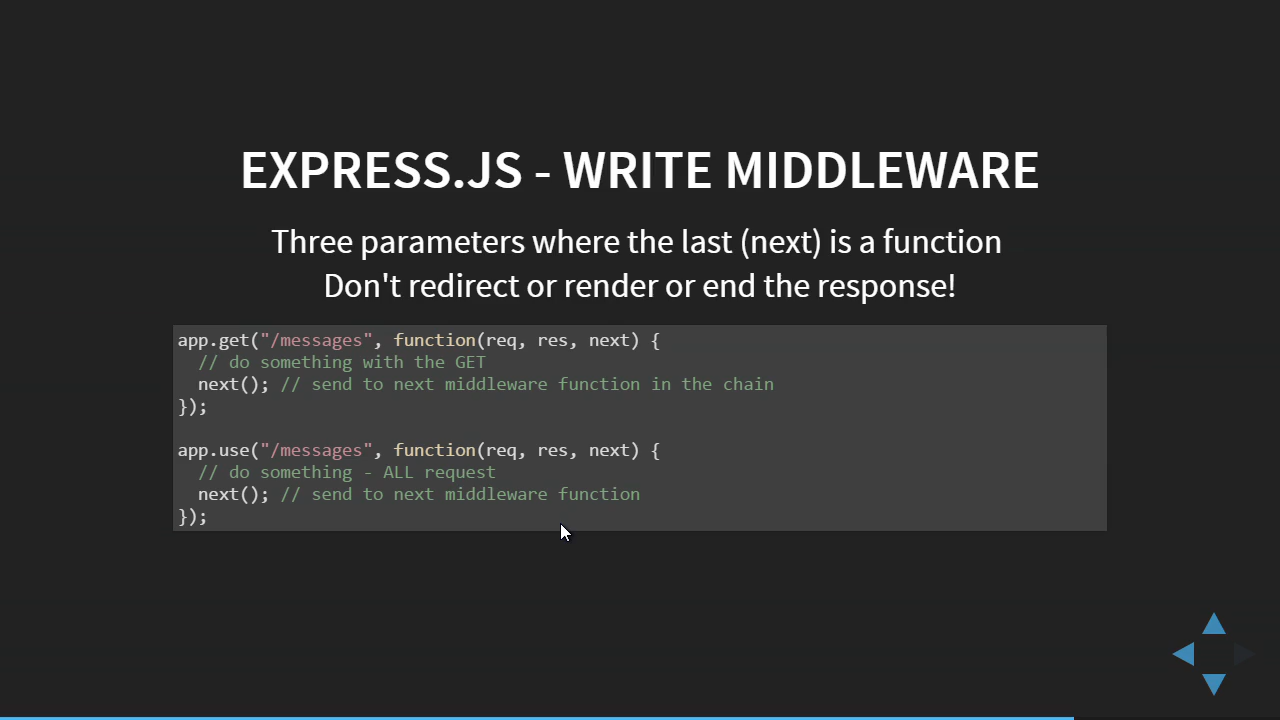 EXPRESS.JS - WRITE MIDDLEWARE
Three parameters where the last (next) is a function
Don't redirect or render or end the response!
app.get("/messages", function(req, res, next) {
  // do something with the GET
  next(); // send to next middleware function in the chain
});

app.use("/messages", function(req, res, next) {
  // do something - ALL request
  next(); // send to next middleware function
});